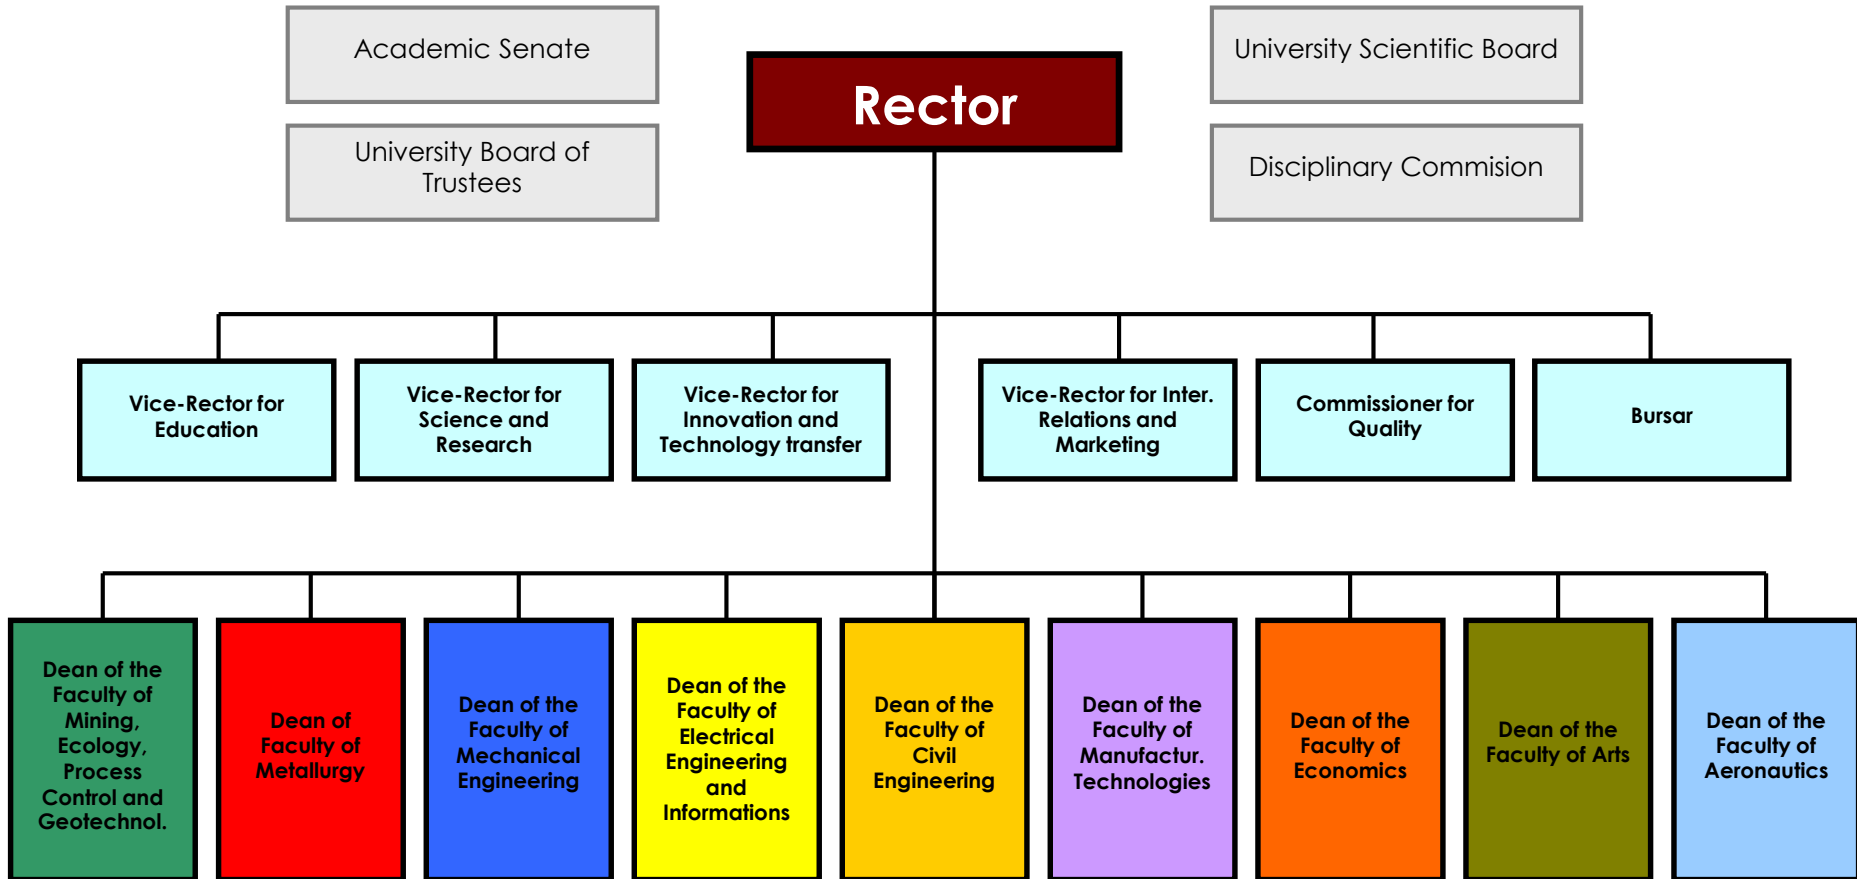 Academic Senate
University Board of
Trustees
Rector
University Scientific Board
Disciplinary Commision
Vice-Rector for
Education
Vice-Rector for
Science and
Research
Vice-Rector for
Innovation and
Technology transfer
Vice-Rector for Inter.
Relations and
Marketing
Commissioner for
Quality
Bursar
Dean of the
Faculty of
Mining,
Ecology,
Process
Control and
Geotechnol.
Dean of
Faculty of
Metallurgy
Dean of the
Faculty of
Mechanical
Engineering
Dean of the
Faculty of
Electrical
Engineering
and
Informations
Dean of the
Faculty of
Civil
Engineering
Dean of the
Faculty of
Manufactur.
Technologies
Dean of the
Faculty of
Economics
Dean of the
Faculty of Arts
Dean of the
Faculty of
Aeronautics